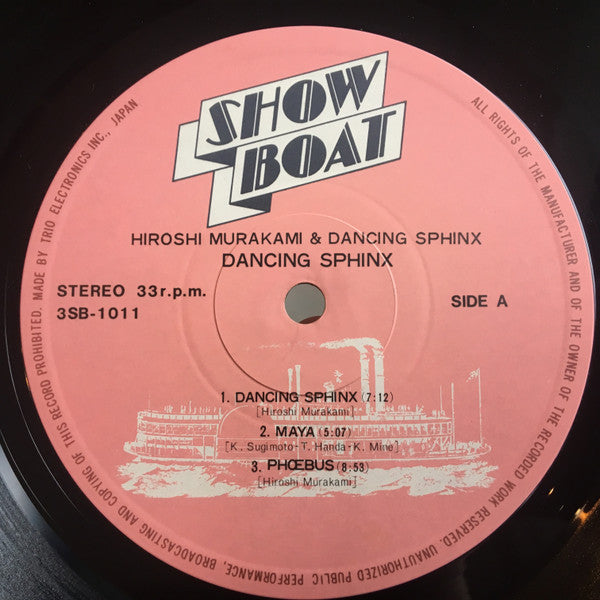 SHOW
BOAT
HIROSHI MURAKAMI & DANCING SPHINX
DANCING SPHINX
STEREO 33r.p.m.
3SB-1011
SIDE A
1. DANCING SPHINX (7:12)
[Hiroshi Murakami]
2. MAYA (5:07)
[K. Sugimoto-T. Handa-K. Mine]
3. PHŒBUS (8:53)
[Hiroshi Murakami]
ALL RIGHTS OF THE MANUFACTURER AND OF THE OWNER OF THE RECORDED WORK RESERVED. UNAUTHORIZED PUBLIC PERFORMANCE, BROADCASTING AND COPYING OF THIS RECORD PROHIBITED. MADE BY TRIO ELECTRONICS INC., JAPAN